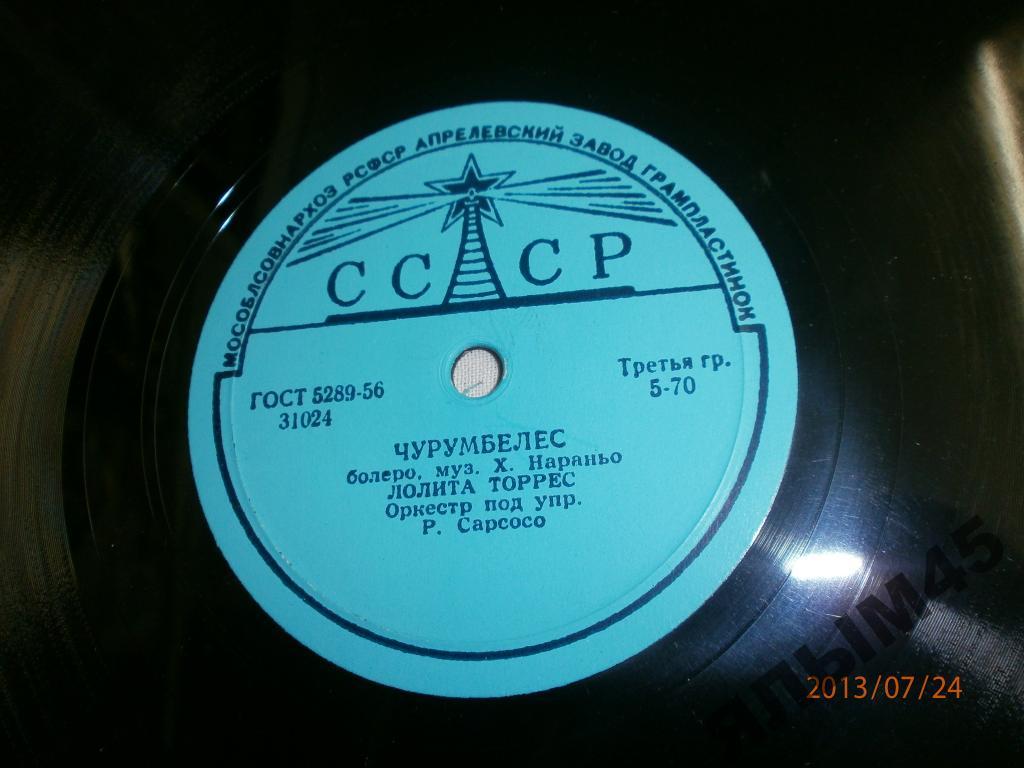 МОСОБЛСОВНАРХОЗ РСФСР АПРЕЛЕВСКИЙ ЗАВОД ГРАМПЛАСТИНОК
СССР
ГОСТ 5289-56
31024
Третья гр.
5-70
ЧУРУМБЕЛЕС
болеро, муз. Х. Нараньо
ЛОЛИТА ТОРРЕС
Оркестр под упр.
Р. Сарсосо
ЯЛЫМ45
2013/07/24